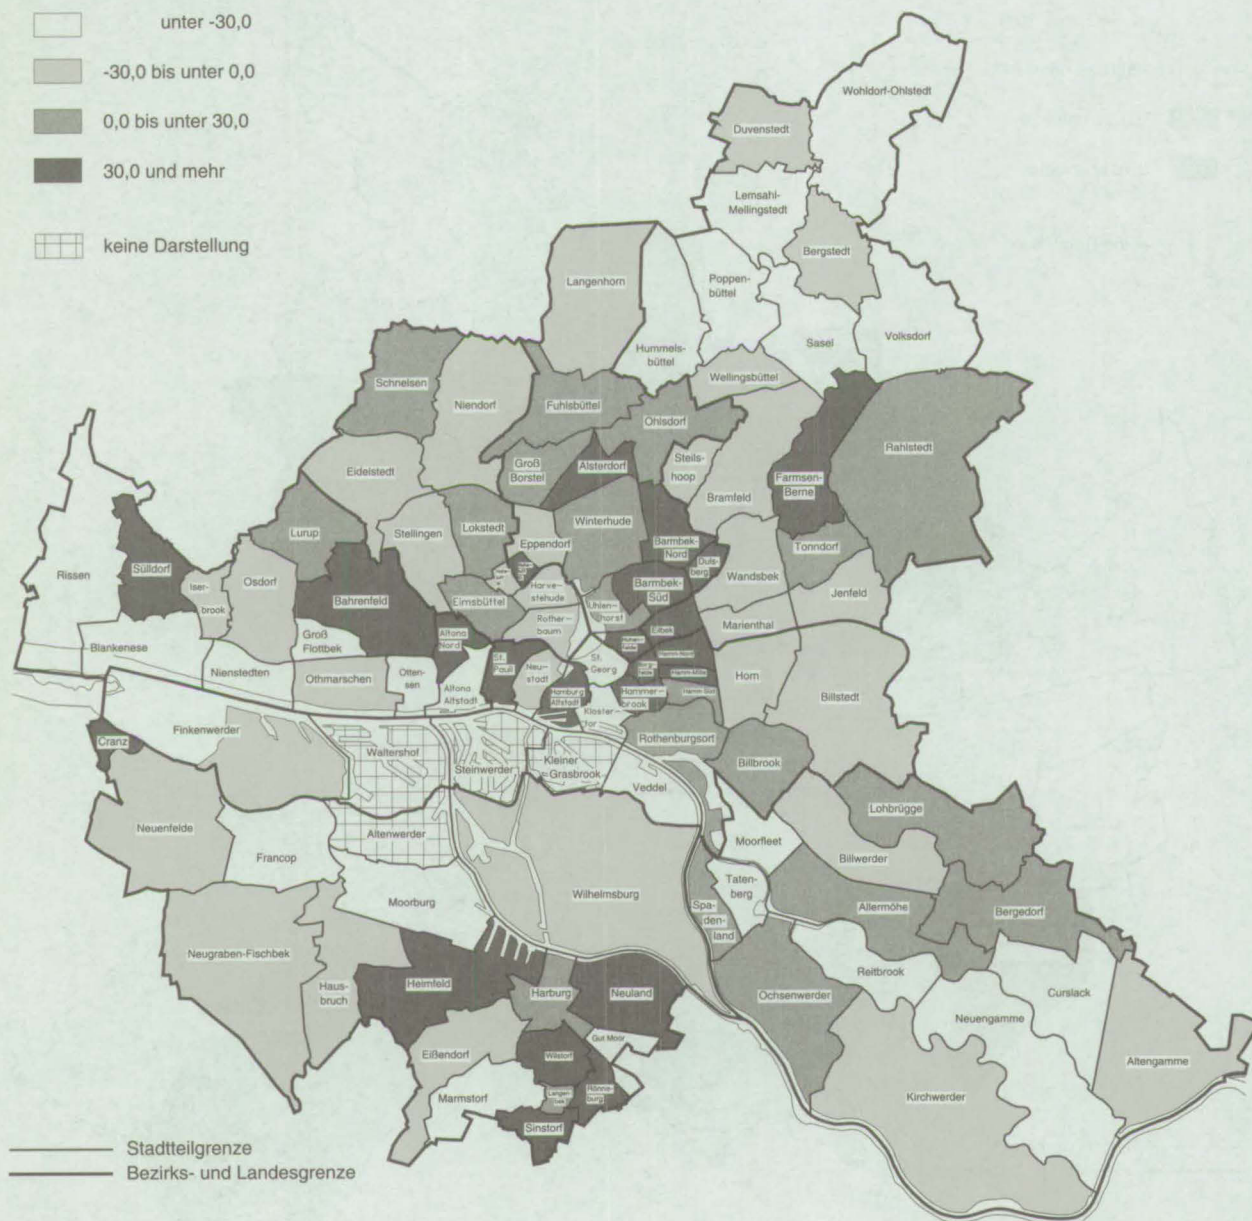 unter -30,0
-30,0 bis unter 0,0
0,0 bis unter 30,0
30,0 und mehr
keine Darstellung
Wohldorf-Ohlstedt
Duvenstedt
Lemsahl-
Mellingstedt
Bergstedt
Langenhorn
Poppen-
büttel
Hummels-
büttel
Sasel
Volksdorf
Wellingsbüttel
Schnelsen
Niendorf
Fuhlsbüttel
Ohlsdorf
Rahlstedt
Eidelstedt
Groß
Borstel
Alsterdorf
Steils-
hoop
Bramfeld
Farmsen-
Berne
Lurup
Stellingen
Lokstedt
Eppendorf
Winterhude
Barmbek-
Nord
Tonndorf
Rissen
Sülldorf
Iser-
brook
Osdorf
Bahrenfeld
Eimsbüttel
Harve-
stehude
Uhlen-
horst
Barmbek-
Süd
Duls-
berg
Wandsbek
Jenfeld
Marienthal
Rother-
baum
Eilbek
Blankenese
Nienstedten
Groß
Flottbek
Othmarschen
Otten-
sen
Altona
Nord
Altona
Altstadt
St.
Pauli
Neu-
stadt
St.
Georg
Hamburg
Altstadt
Hammer-
brook
Hamm-Nord
Hamm-Mitte
Hamm-Süd
Horn
Billstedt
Kloster-
tor
Rothenburgsort
Billbrook
Cranz
Finkenwerder
Waltershof
Steinwerder
Kleiner
Grasbrook
Veddel
Neuenfelde
Francop
Altenwerder
Moorfleet
Lohbrügge
Billwerder
Moorburg
Wilhelmsburg
Spa-
den-
land
Taten-
berg
Allermöhe
Bergedorf
Neugraben-Fischbek
Haus-
bruch
Heimfeld
Harburg
Neuland
Ochsenwerder
Reitbrook
Curslack
Neuengamme
Altengamme
Eißendorf
Gut Moor
Wilstorf
Marmstorf
Langen-
bek
Rönne-
burg
Sinstorf
Kirchwerder
Stadtteilgrenze
Bezirks- und Landesgrenze